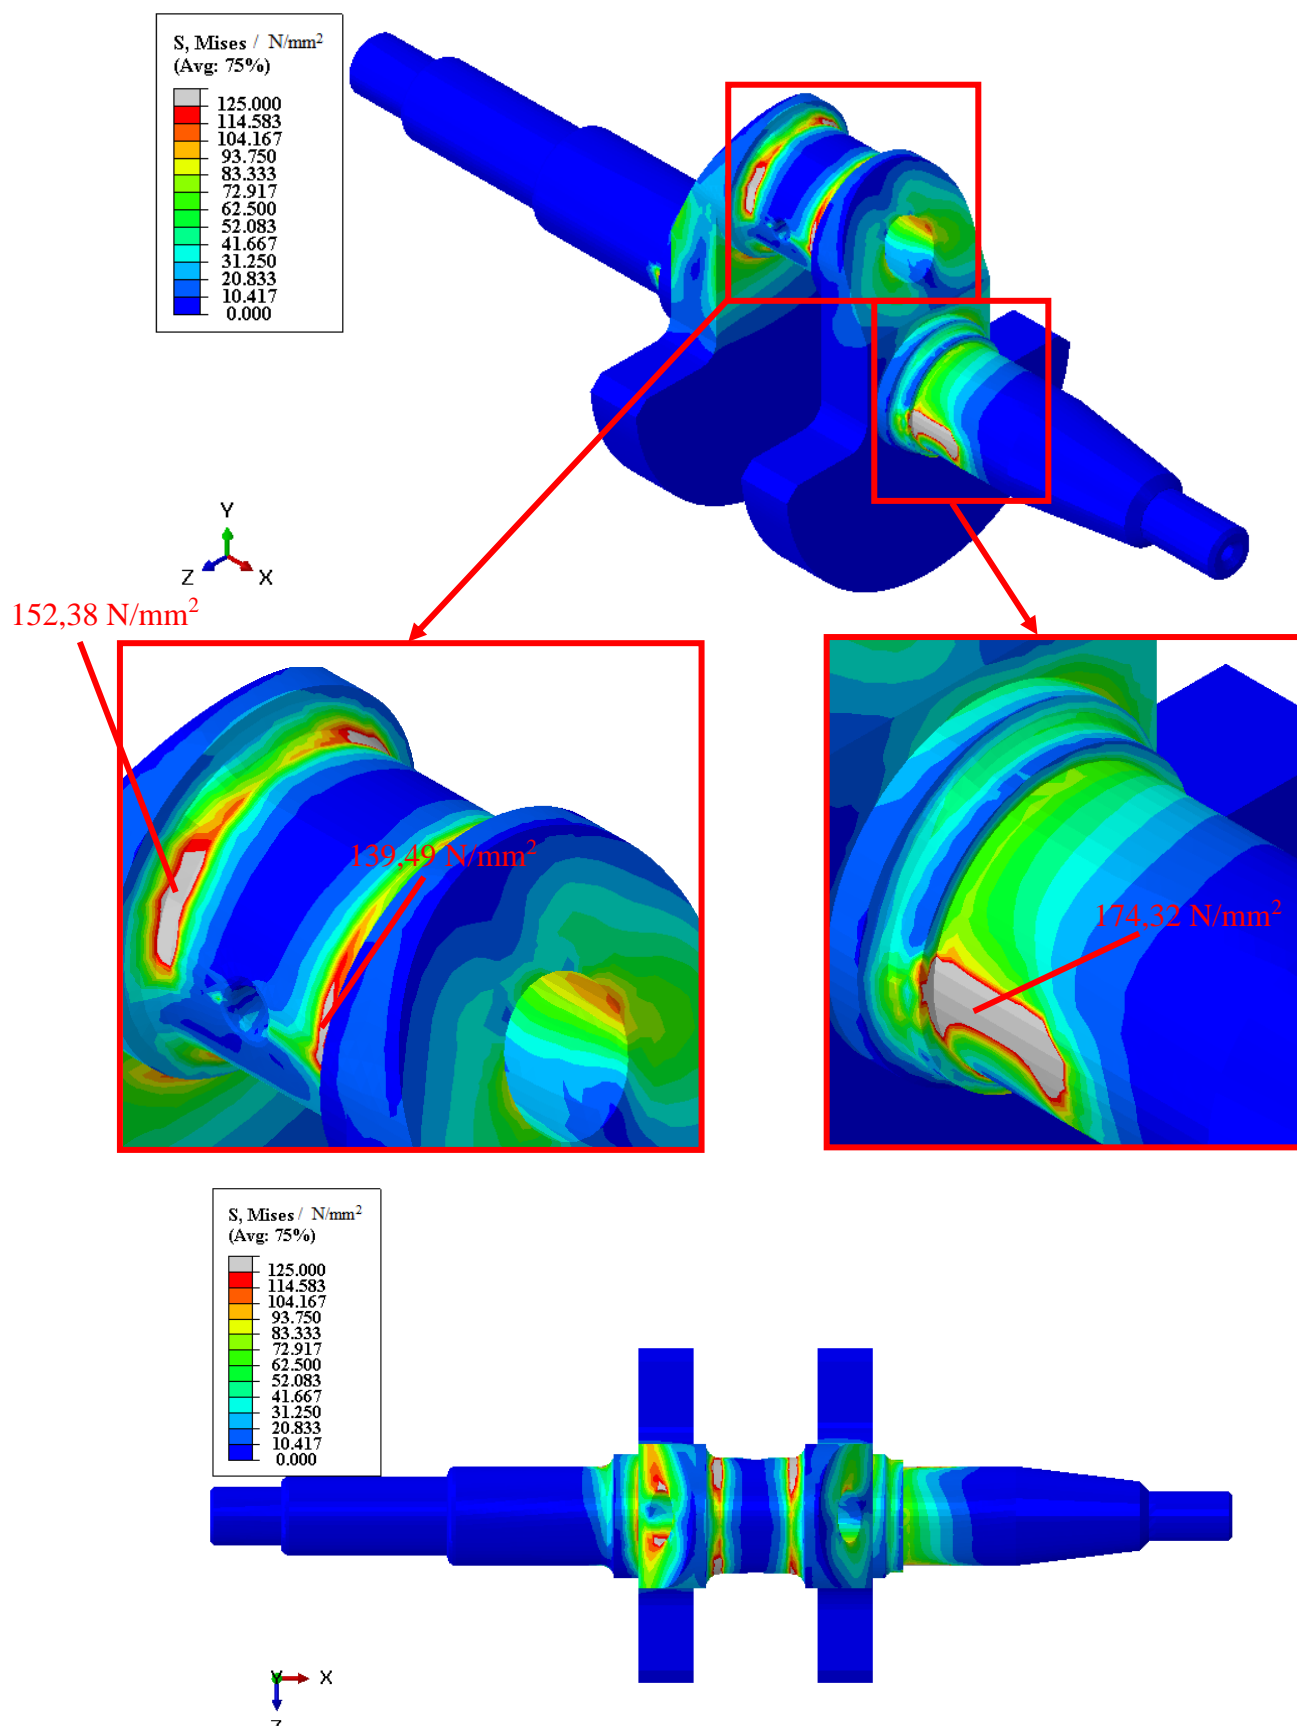 S, Mises / N/mm²
(Avg: 75%)
125.000
114.583
104.167
93.750
83.333
72.917
62.500
52.083
41.667
31.250
20.833
10.417
0.000
Y
Z
X
152,38 N/mm²
139,49 N/mm²
174,32 N/mm²
S, Mises / N/mm²
(Avg: 75%)
125.000
114.583
104.167
93.750
83.333
72.917
62.500
52.083
41.667
31.250
20.833
10.417
0.000
Y
X
Z